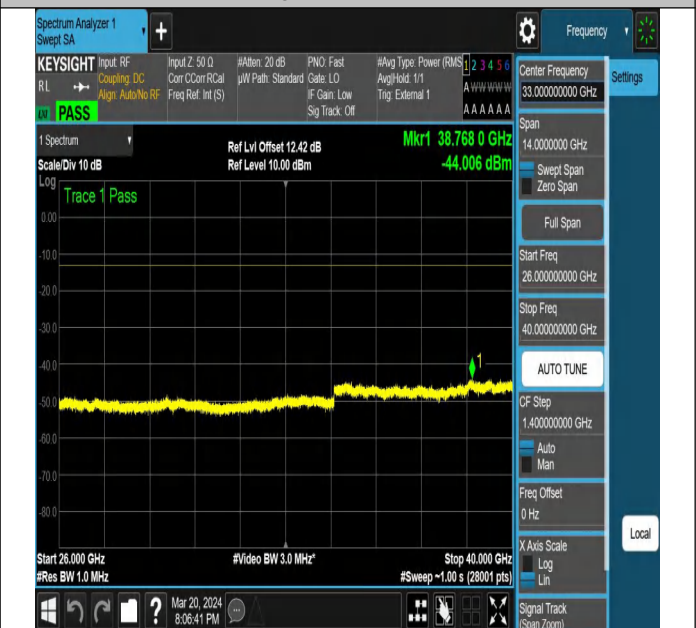 Spectrum Analyzer 1
Swept SA
+
Frequency
KEYSIGHT
RL
PASS
Input: RF
Coupling: DC
Align: Auto/No RF
Input Z: 50 Ω
Corr CCorr RCal
Freq Ref: Int (S)
#Atten: 20 dB
µW Path: Standard
PNO: Fast
Gate: LO
IF Gain: Low
Sig Track: Off
#Avg Type: Power (RMS
Avg|Hold: 1/1
Trig: External 1
1 2 3 4 5 6
A W W W W W
A A A A A A
1 Spectrum
Scale/Div 10 dB
Ref Lvl Offset 12.42 dB
Ref Level 10.00 dBm
Mkr1 38.768 0 GHz
-44.006 dBm
Log
Trace 1 Pass
0.00
-10.0
-20.0
-30.0
-40.0
-50.0
-60.0
-70.0
-80.0
1
Start 26.000 GHz
#Res BW 1.0 MHz
#Video BW 3.0 MHz*
Stop 40.000 GHz
#Sweep ~1.00 s (28001 pts)
Mar 20, 2024
8:06:41 PM
Center Frequency
33.000000000 GHz
Span
14.0000000 GHz
Swept Span
Zero Span
Full Span
Start Freq
26.000000000 GHz
Stop Freq
40.000000000 GHz
AUTO TUNE
CF Step
1.400000000 GHz
Auto
Man
Freq Offset
0 Hz
X Axis Scale
Log
Lin
Signal Track
(Span Zoom)
Settings
Local